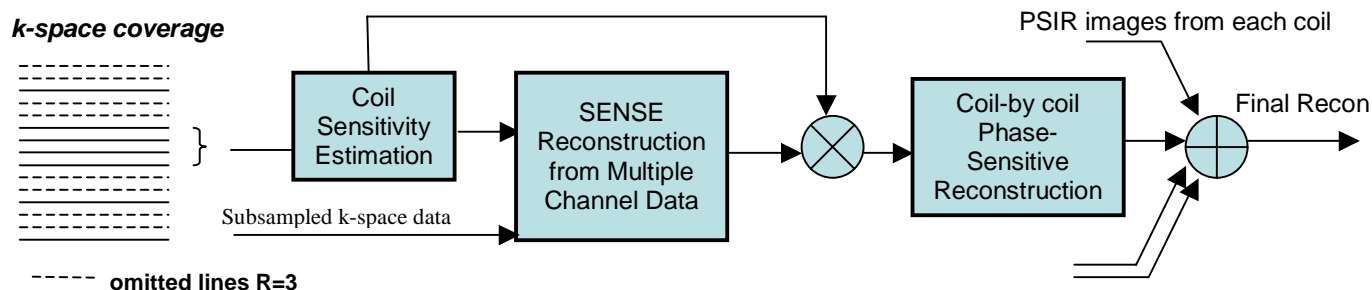 k-space coverage
omitted lines R=3
Coil
Sensitivity
Estimation
Subsampled k-space data
SENSE
Reconstruction
from Multiple
Channel Data
Coil-by coil
Phase-
Sensitive
Reconstruction
PSIR images from each coil
Final Recon